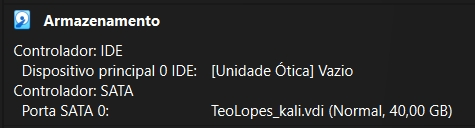 Armazenamento
Controlador: IDE
Dispositivo principal 0 IDE: [Unidade Ótica] Vazio
Controlador: SATA
Porta SATA 0: TeoLopes_kali.vdi (Normal, 40,00 GB)